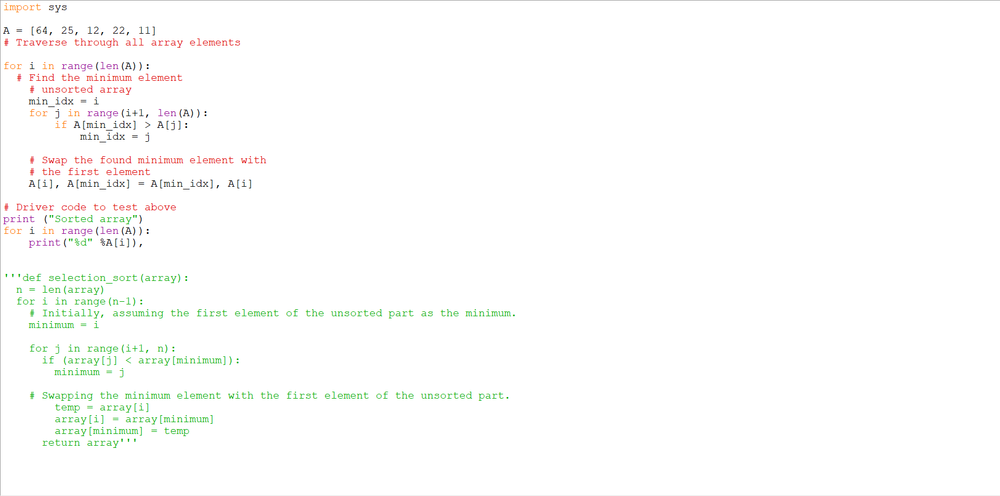 import sys

A = [64, 25, 12, 22, 11]
# Traverse through all array elements

for i in range(len(A)):
  # Find the minimum element
    # unsorted array
    min_idx = i
    for j in range(i+1, len(A)):
        if A[min_idx] > A[j]:
            min_idx = j

    # Swap the found minimum element with
    # the first element
    A[i], A[min_idx] = A[min_idx], A[i]

# Driver code to test above
print ("Sorted array")
for i in range(len(A)):
    print("%d" %A[i]),


'''def selection_sort(array):
  n = len(array)
  for i in range(n-1):
    # Initially, assuming the first element of the unsorted part as the minimum.
    minimum = i

    for j in range(i+1, n):
      if (array[j] < array[minimum]):
        minimum = j

    # Swapping the minimum element with the first element of the unsorted part.
        temp = array[i]
        array[i] = array[minimum]
        array[minimum] = temp
      return array'''